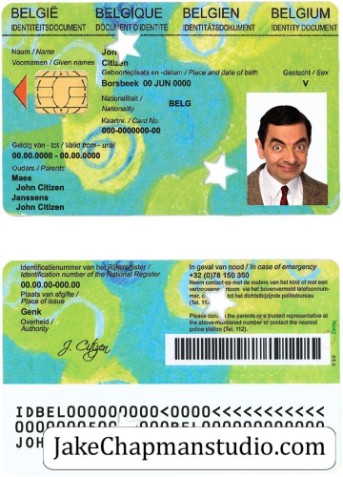 BELGIË BELGIQUE BELGIEN BELGIUM
IDENTITEITSDOCUMENT DOCUMENT D'IDENTITÉ IDENTITÄTSDOKUMENT IDENTITY DOCUMENT
Naam / Name Jon
Voornamen / Given names Citizen
Geboorteplaats en -datum / Place and date of birth Geslacht / Sex
Borsbeek 00 JUN 0000 V
Nationaliteit /
Nationality BELG
Kaartnr. / Card No.
000-0000000-00
Geldig van - tot / Valid from - until
00.00.0000 - 00.00.0000
Ouders / Parents
Maes
John Citizen
Janssens
John Citizen
Identificatienummer van het Rijksregister /
Identification number of the National Register
00.00.00-000.00
Plaats van afgifte /
Place of issue
Genk
Overheid /
Authority
J. Citizen
In geval van nood / In case of emergency
+32 (0)78 150 350
Neem contact op met de ouders van het kind of met een
via het bovenvermeld telefoonnum-
mer, of het dichtstbijzijnde politiebureau
(Tel. 112).
Please contact the parents or a trusted representative at
the above-mentioned number or contact the nearest
police station (Tel. 112).
IDBEL000000000<0000<<<<<<<<<<<
BEL
JOH
JakeChapmanstudio.com